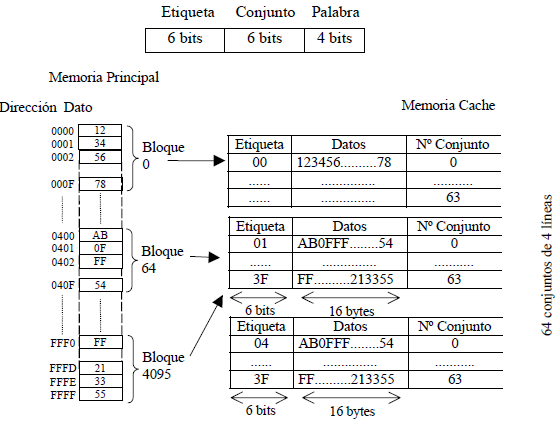 Etiqueta Conjunto Palabra
6 bits 6 bits 4 bits
Memoria Principal
Dirección Dato
Memoria Cache
0000 12
0001 34
0002 56
000F 78
Bloque
0
0400 AB
0401 0F
0402 FF
040F 54
Bloque
64
FFF0 FF
FFFD 21
FFFE 33
FFFF 55
Bloque
4095
Etiqueta Datos Nº Conjunto
00 123456..........78 0
...... ............... ...........
...... 63
Etiqueta Datos Nº Conjunto
01 AB0FFF........54 0
...... ............... ...........
3F FF..........213355 63
6 bits 16 bytes
Etiqueta Datos Nº Conjunto
04 AB0FFF........54 0
...... ............... ...........
3F FF..........213355 63
6 bits 16 bytes
64 conjuntos de 4 líneas